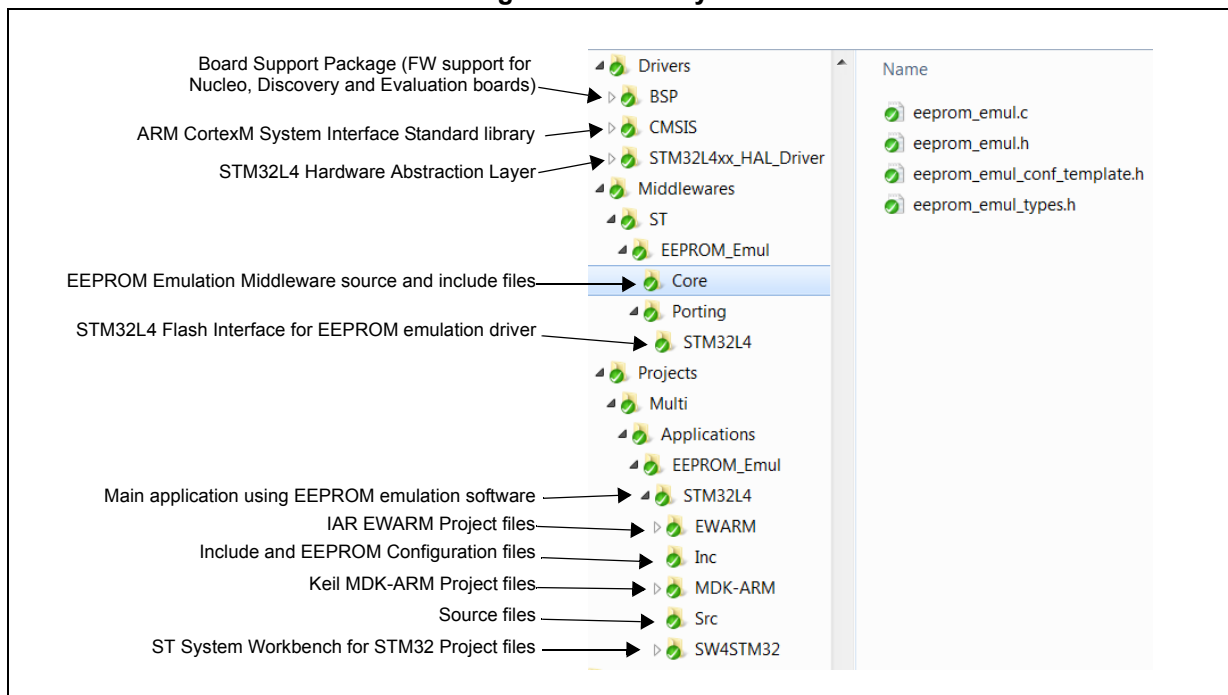 Board Support Package (FW support for
Nucleo, Discovery and Evaluation boards)
ARM CortexM System Interface Standard library
STM32L4 Hardware Abstraction Layer
EEPROM Emulation Middleware source and include files
STM32L4 Flash Interface for EEPROM emulation driver
Main application using EEPROM emulation software
IAR EWARM Project files
Include and EEPROM Configuration files
Keil MDK-ARM Project files
Source files
ST System Workbench for STM32 Project files
Drivers
BSP
CMSIS
STM32L4xx_HAL_Driver
Middlewares
ST
EEPROM_Emul
Core
Porting
STM32L4
Projects
Multi
Applications
EEPROM_Emul
STM32L4
EWARM
Inc
MDK-ARM
Src
SW4STM32
Name
eeprom_emul.c
eeprom_emul.h
eeprom_emul_conf_template.h
eeprom_emul_types.h